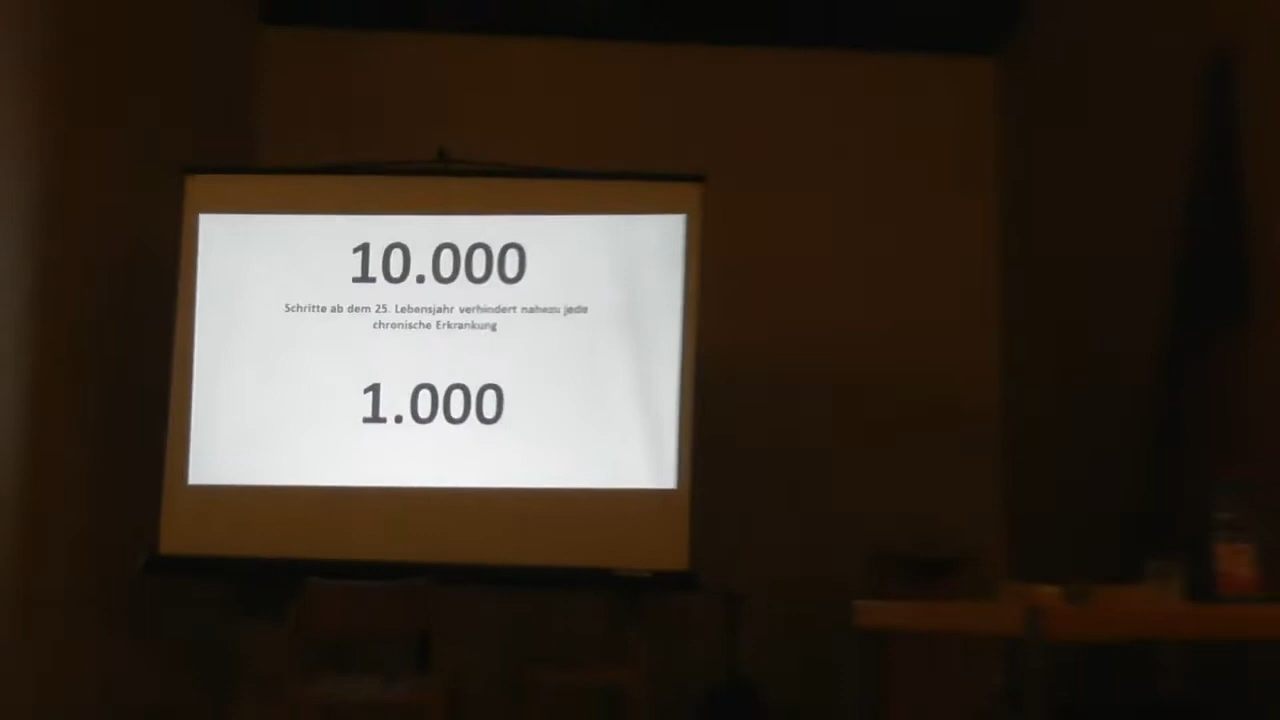 10.000
Schritte ab dem 25. Lebensjahr verhindert nahezu jede
chronische Erkrankung
1.000